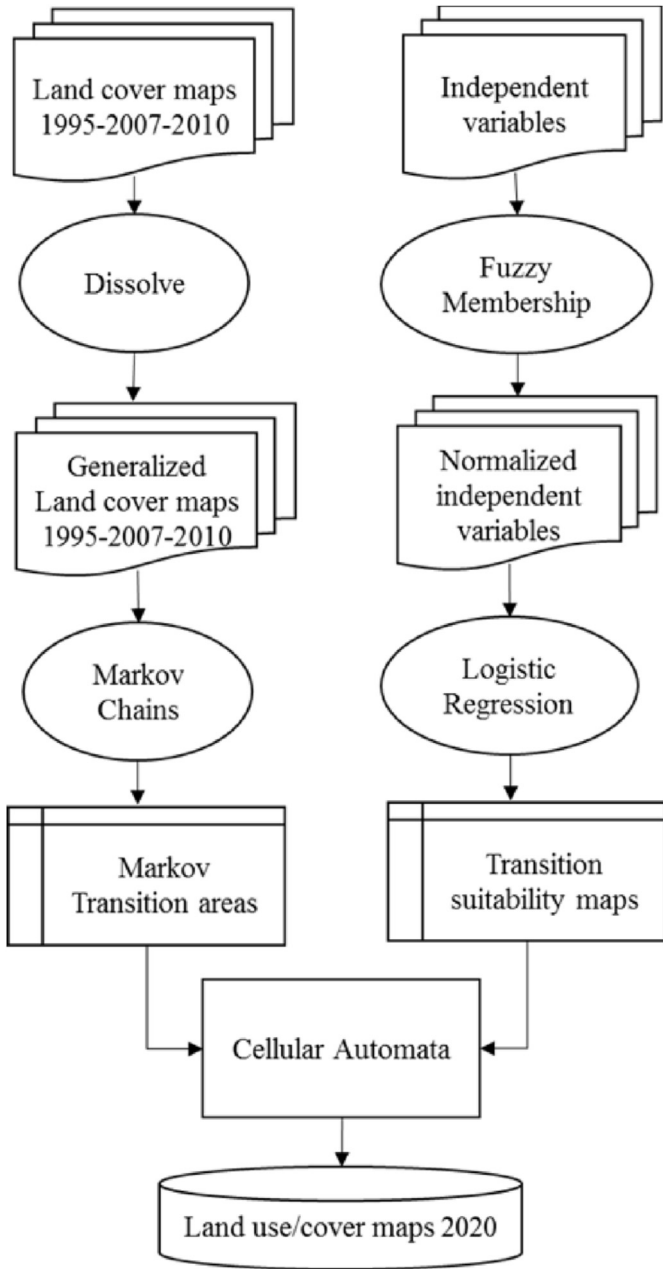 Land cover maps
1995-2007-2010
Independent
variables
Dissolve
Fuzzy
Membership
Generalized
Land cover maps
1995-2007-2010
Normalized
independent
variables
Markov
Chains
Logistic
Regression
Markov
Transition areas
Transition
suitability maps
Cellular Automata
Land use/cover maps 2020